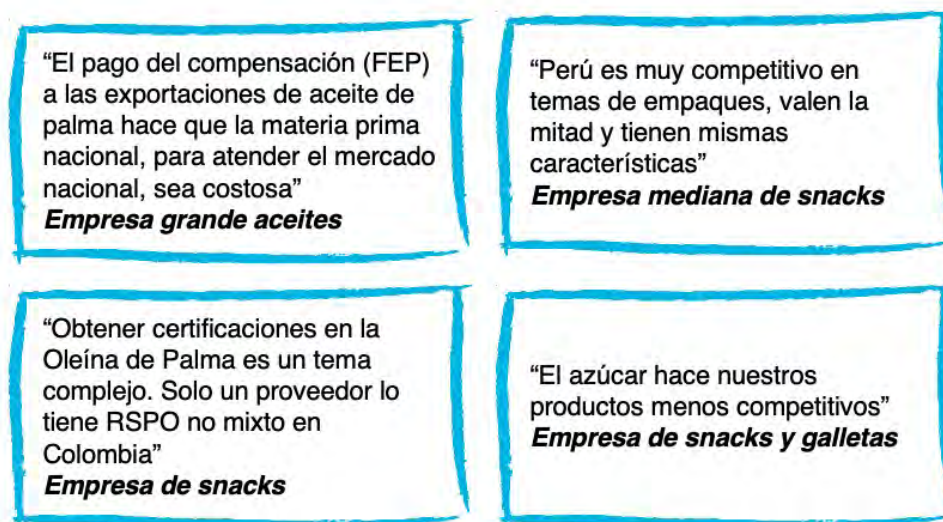 “El pago del compensación (FEP)
a las exportaciones de aceite de
palma hace que la materia prima
nacional, para atender el mercado
nacional, sea costosa”
Empresa grande aceites
“Perú es muy competitivo en
temas de empaques, valen la
mitad y tienen mismas
características”
Empresa mediana de snacks
“Obtener certificaciones en la
Oleína de Palma es un tema
complejo. Solo un proveedor lo
tiene RSPO no mixto en
Colombia”
Empresa de snacks
“El azúcar hace nuestros
productos menos competitivos”
Empresa de snacks y galletas